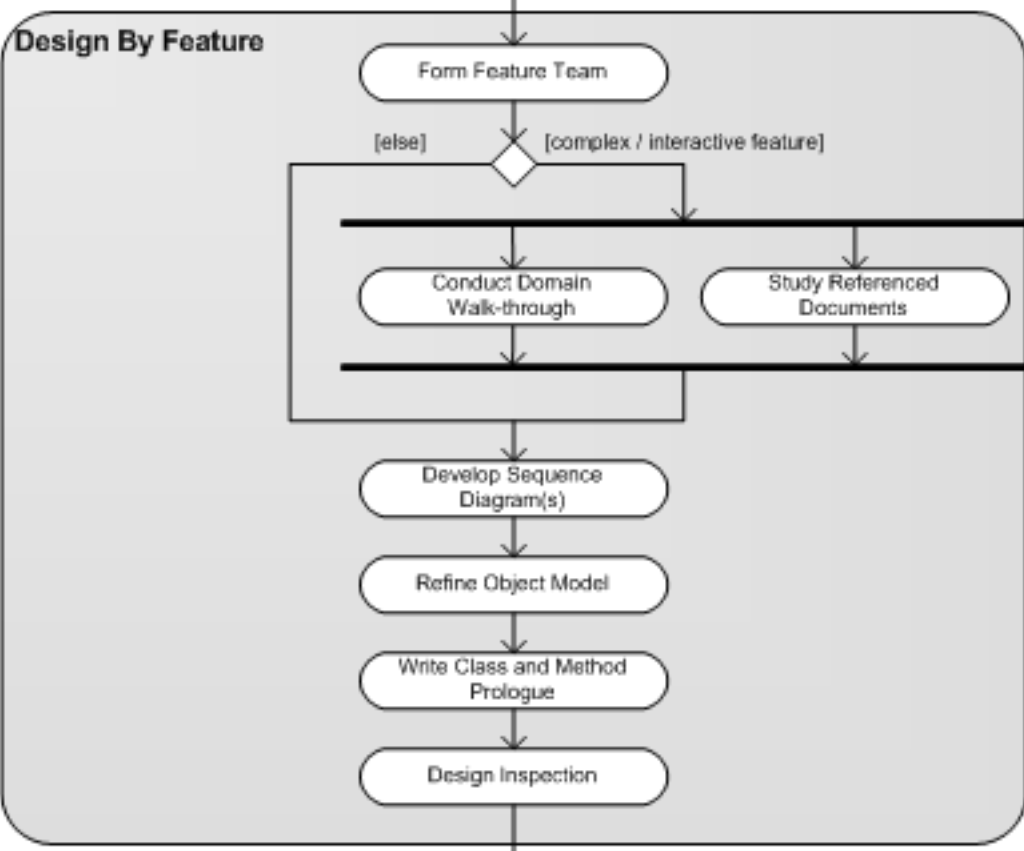 Design By Feature
Form Feature Team
[else]
[complex / interactive feature]
Conduct Domain
Walk-through
Study Referenced
Documents
Develop Sequence
Diagram(s)
Refine Object Model
Write Class and Method
Prologue
Design Inspection